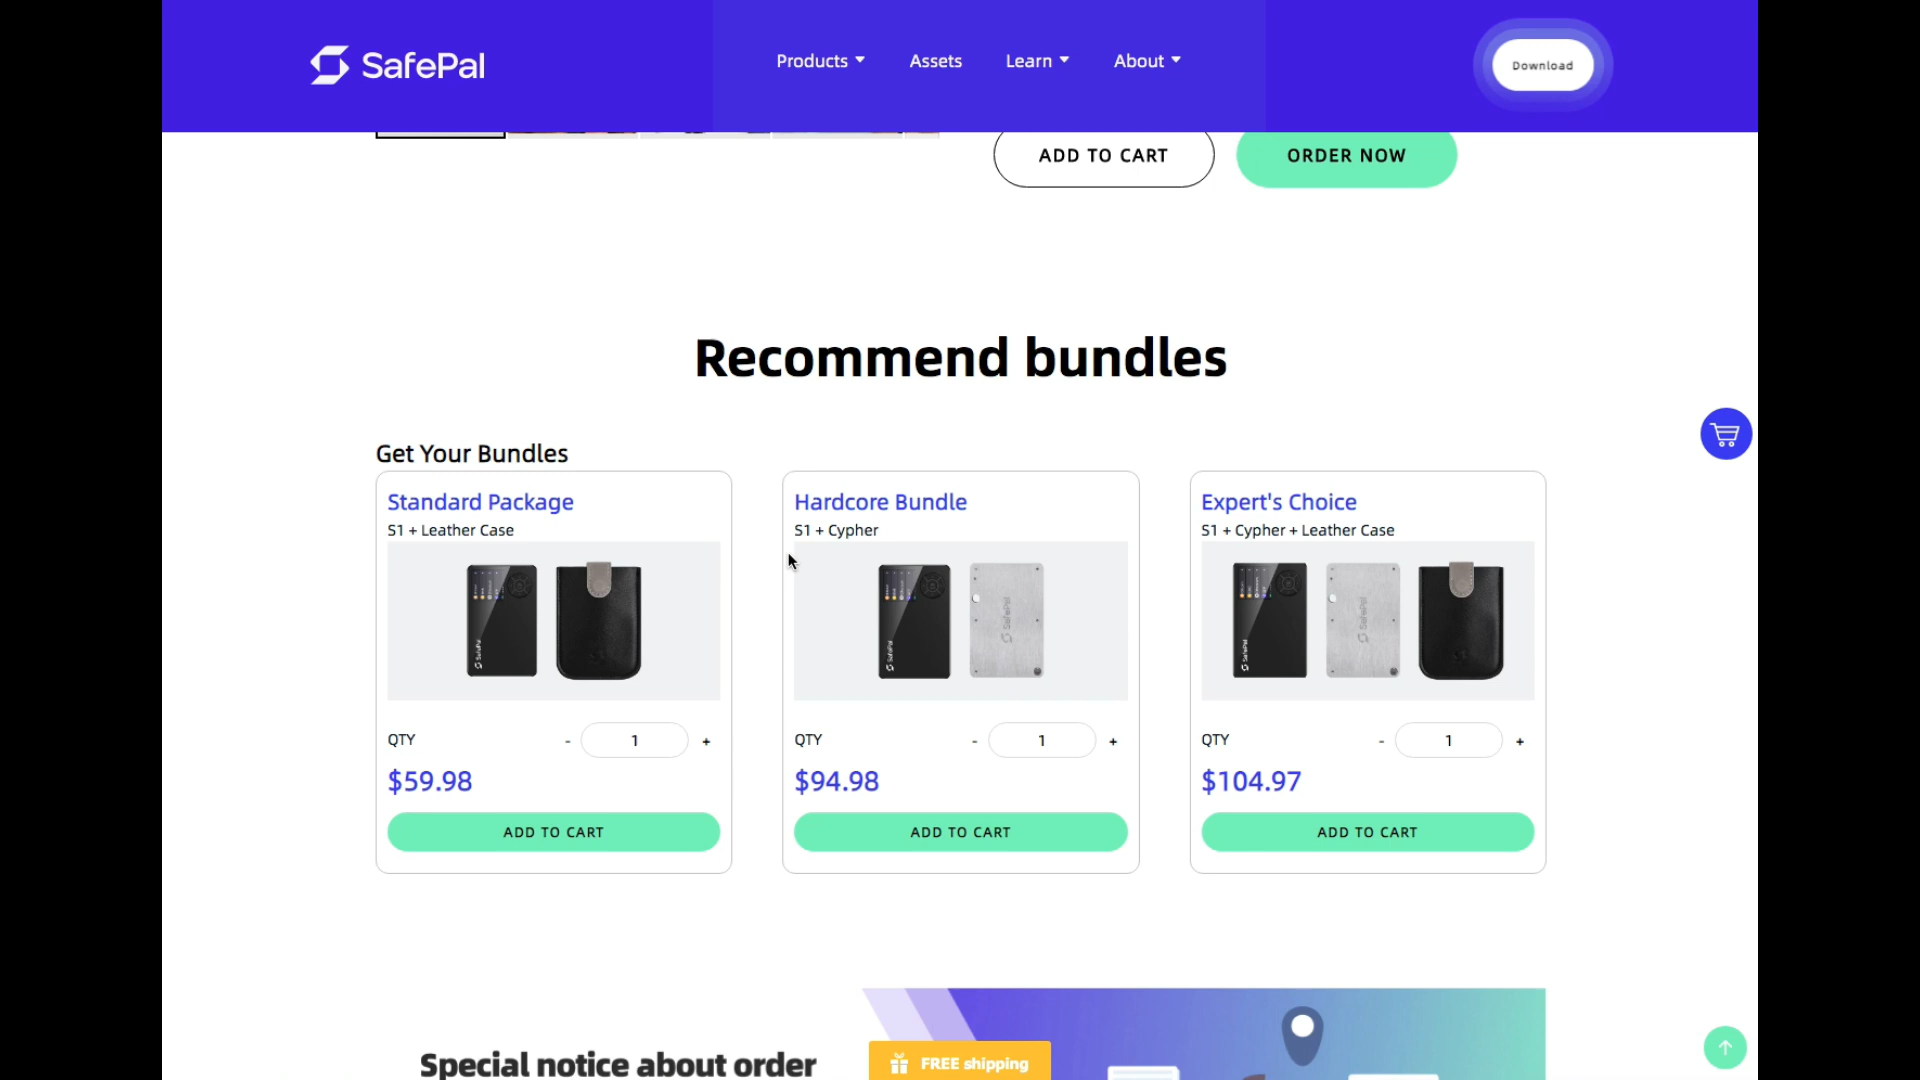 SafePal
Products
Assets
Learn
About
Download
ADD TO CART
ORDER NOW
Recommend bundles
Get Your Bundles
Standard Package
S1 + Leather Case
QTY
-
1
+
$59.98
ADD TO CART
Hardcore Bundle
S1 + Cypher
SafePal
QTY
-
1
+
$94.98
ADD TO CART
Expert's Choice
S1 + Cypher + Leather Case
SafePal
QTY
-
1
+
$104.97
ADD TO CART
Special notice about order
FREE shipping